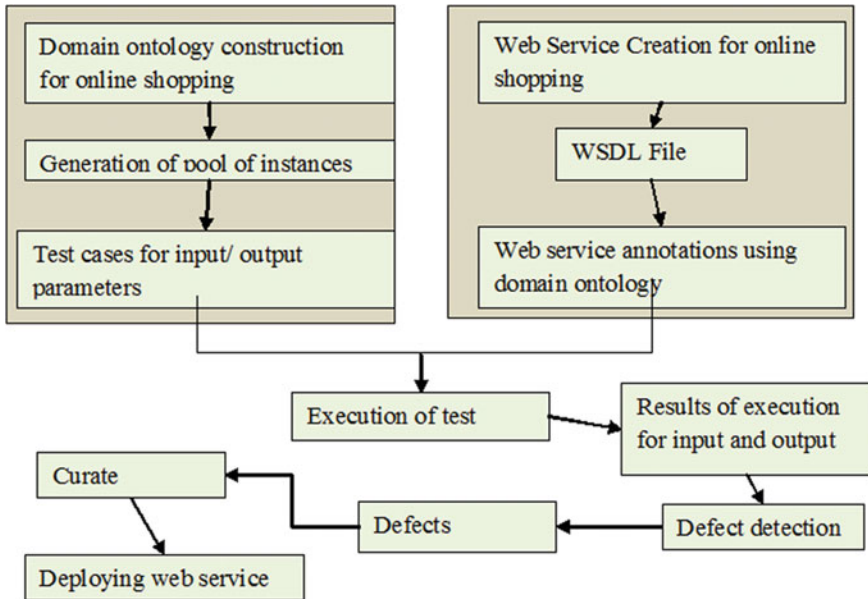 Domain ontology construction
for online shopping
Generation of pool of instances
Test cases for input/ output
parameters
Web Service Creation for online
shopping
WSDL File
Web service annotations using
domain ontology
Execution of test
Results of execution
for input and output
Defect detection
Defects
Curate
Deploying web service